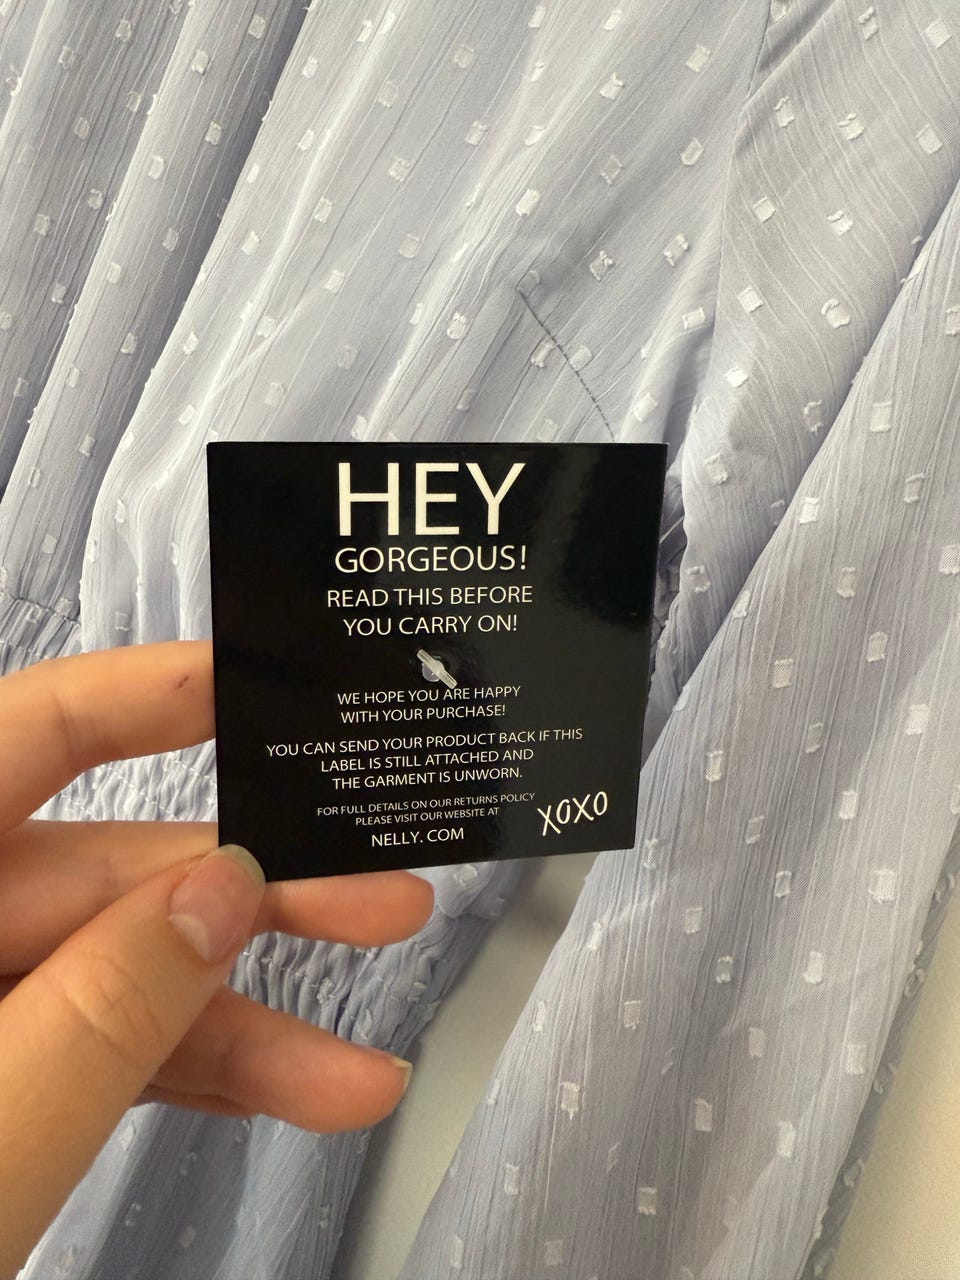 HEY
GORGEOUS!
READ THIS BEFORE
YOU CARRY ON!
WE HOPE YOU ARE HAPPY
WITH YOUR PURCHASE!
YOU CAN SEND YOUR PRODUCT BACK IF THIS
LABEL IS STILL ATTACHED AND
THE GARMENT IS UNWORN.
FOR FULL DETAILS ON OUR RETURNS POLICY
PLEASE VISIT OUR WEBSITE AT
NELLY. COM
XOXO